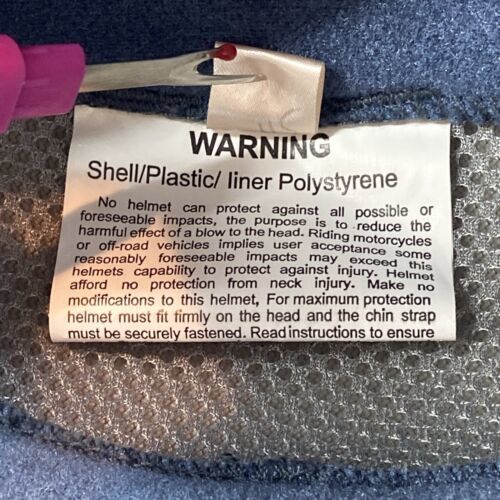 WARNING
Shell/Plastic/ liner Polystyrene
No helmet can protect against all possible or
foreseeable impacts, the purpose is to reduce the
harmful effect of a blow to the head. Riding motorcycles
or off-road vehicles implies user acceptance some
reasonably foreseeable impacts may exceed this
helmets capability to protect against injury. Helmet
afford no protection from neck injury. Make no
modifications to this helmet, For maximum protection
helmet must fit firmly on the head and the chin strap
must be securely fastened. Read instructions to ensure